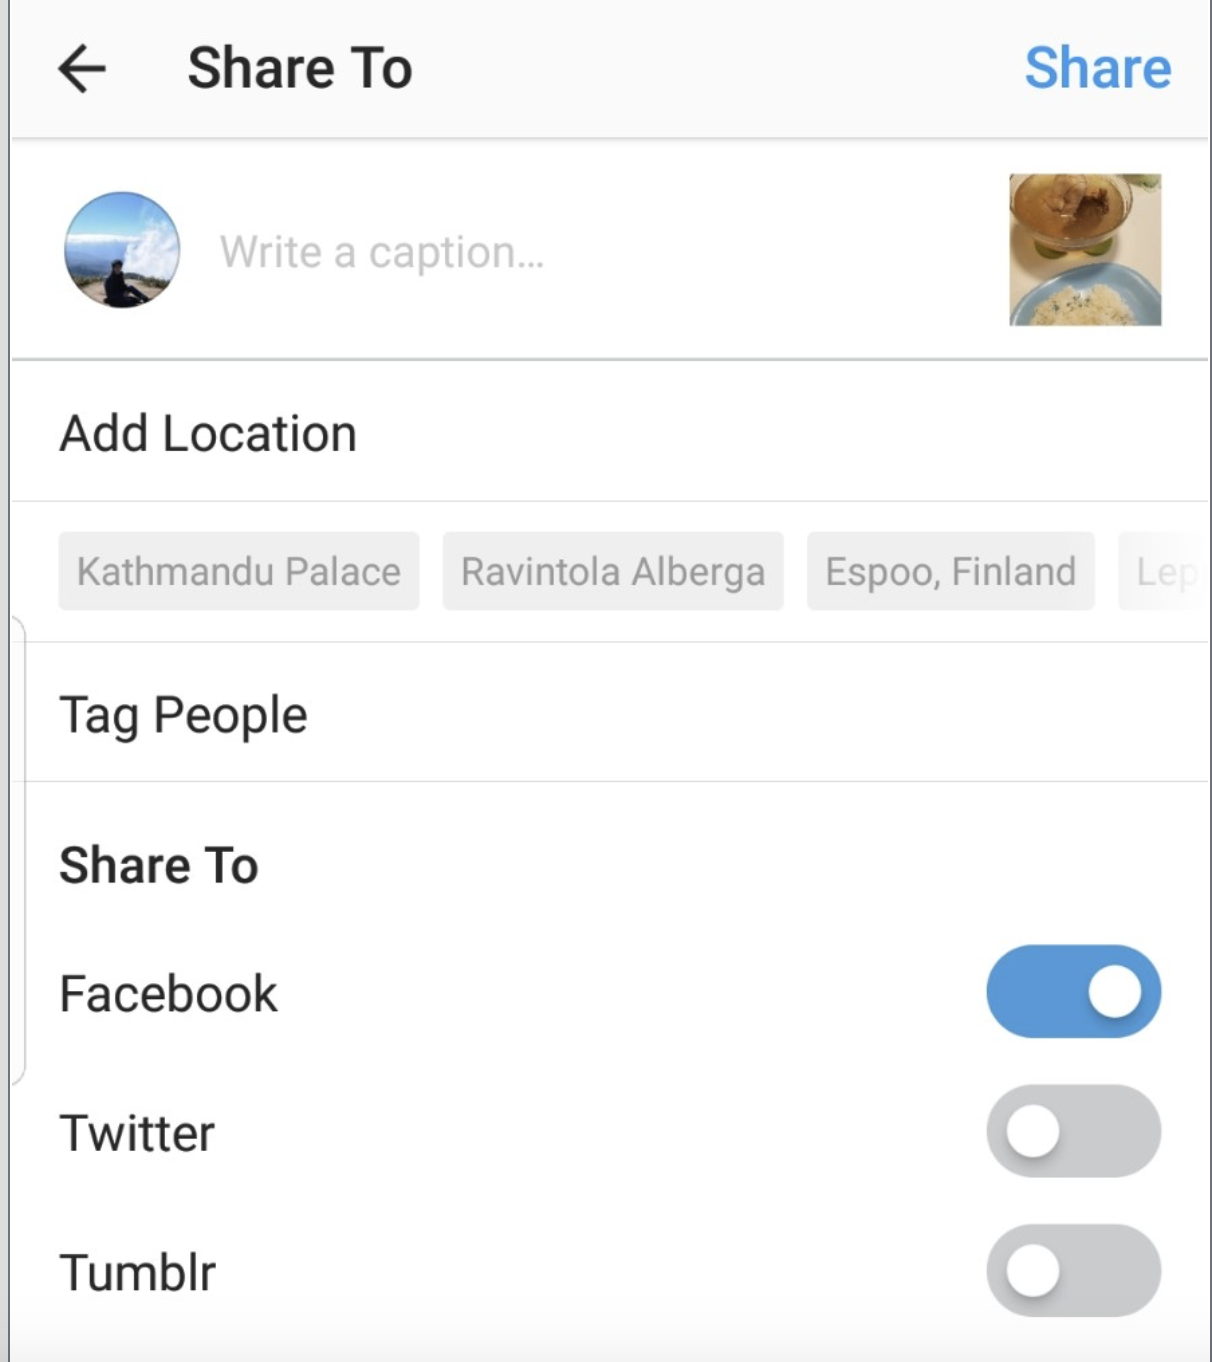 Share To Share
Write a caption...
Add Location
Kathmandu Palace Ravintola Alberga Espoo, Finland Lep
Tag People
Share To
Facebook
Twitter
Tumblr